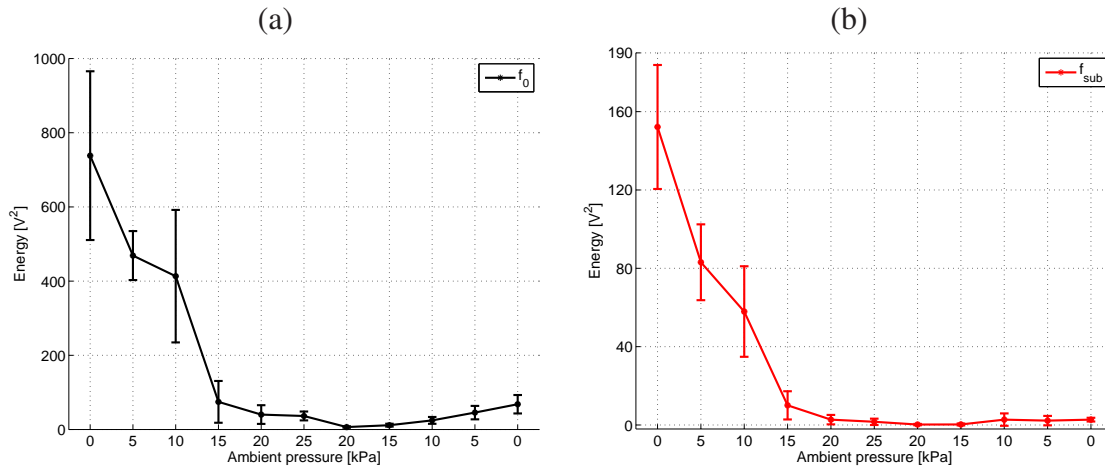 (a)
1000
800
600
400
200
0
Energy [V²]
f₀
0 5 10 15 20 25 20 15 10 5 0
Ambient pressure [kPa]
(b)
190
160
120
80
40
0
Energy [V²]
f_sub
0 5 10 15 20 25 20 15 10 5 0
Ambient pressure [kPa]